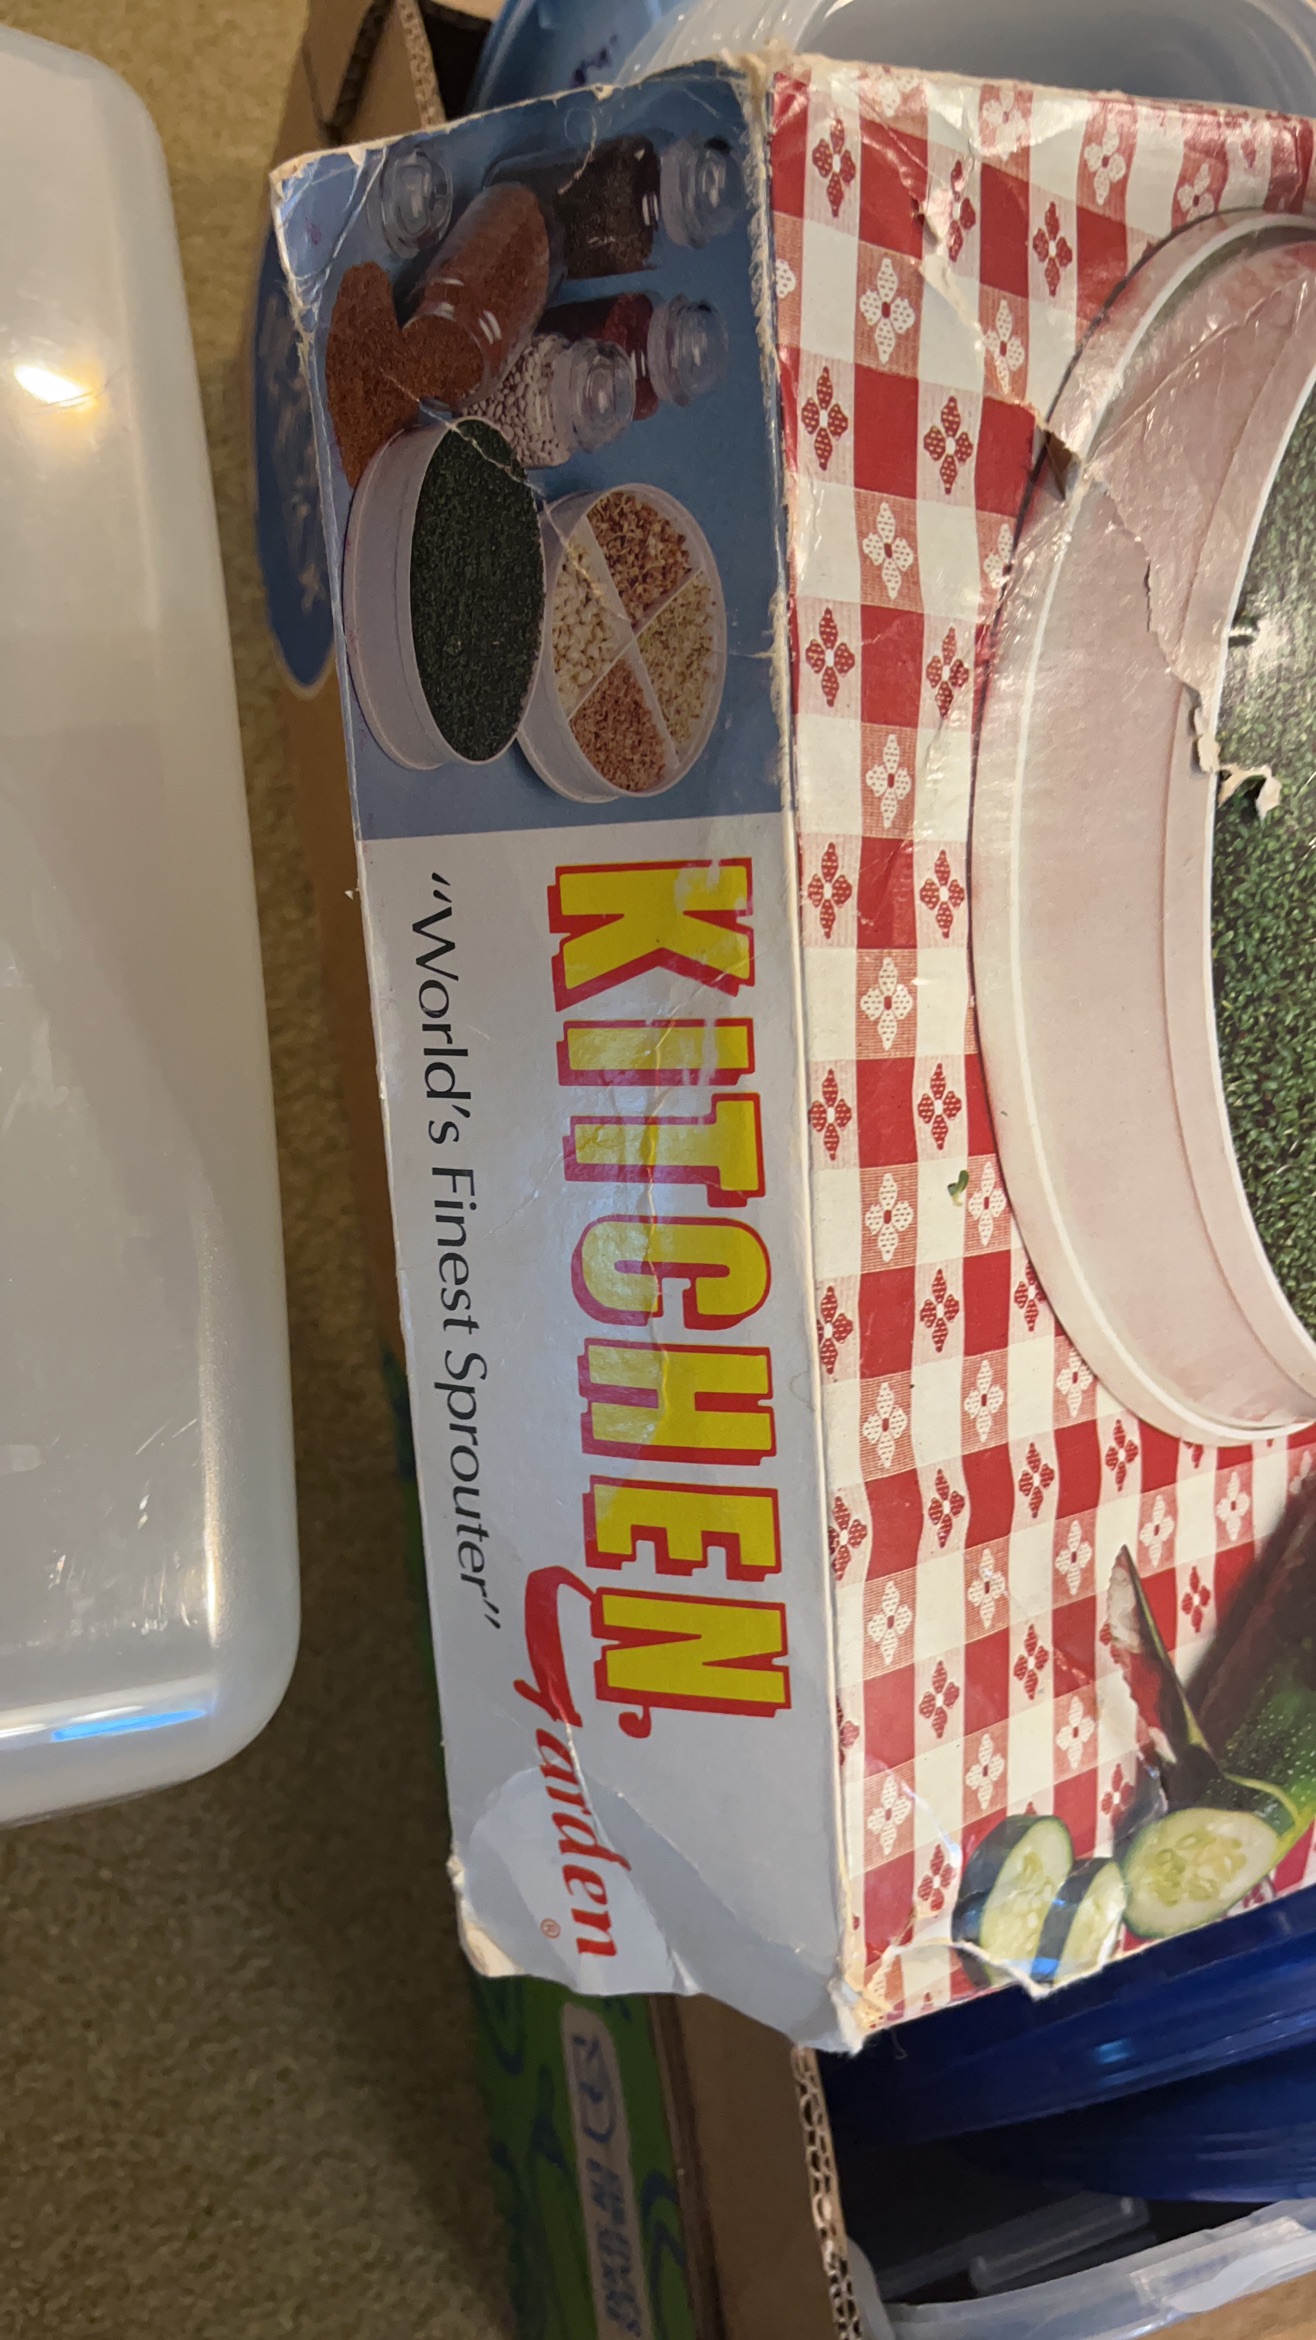 KITCHEN
Garden®
"World's Finest Sprouter"